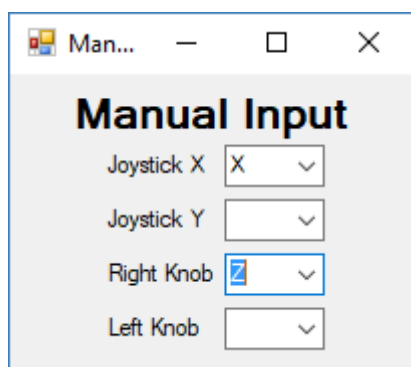 Man...
Manual Input
Joystick X X
Joystick Y
Right Knob Z
Left Knob